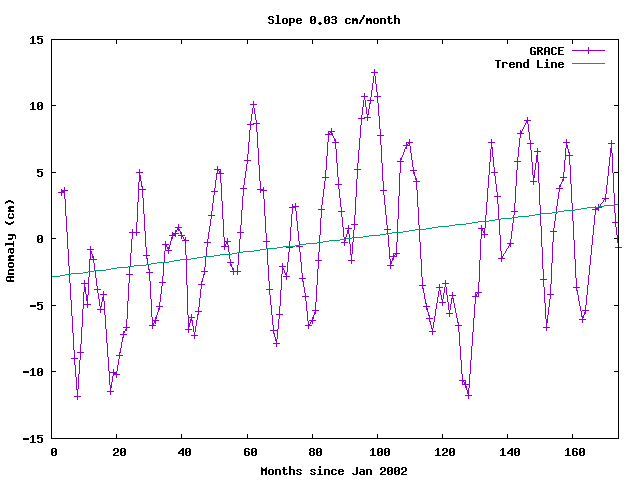 Slope 0.03 cm/month
GRACE
Trend Line
15
10
5
0
-5
-10
-15
Anomaly (cm)
0 20 40 60 80 100 120 140 160
Months since Jan 2002